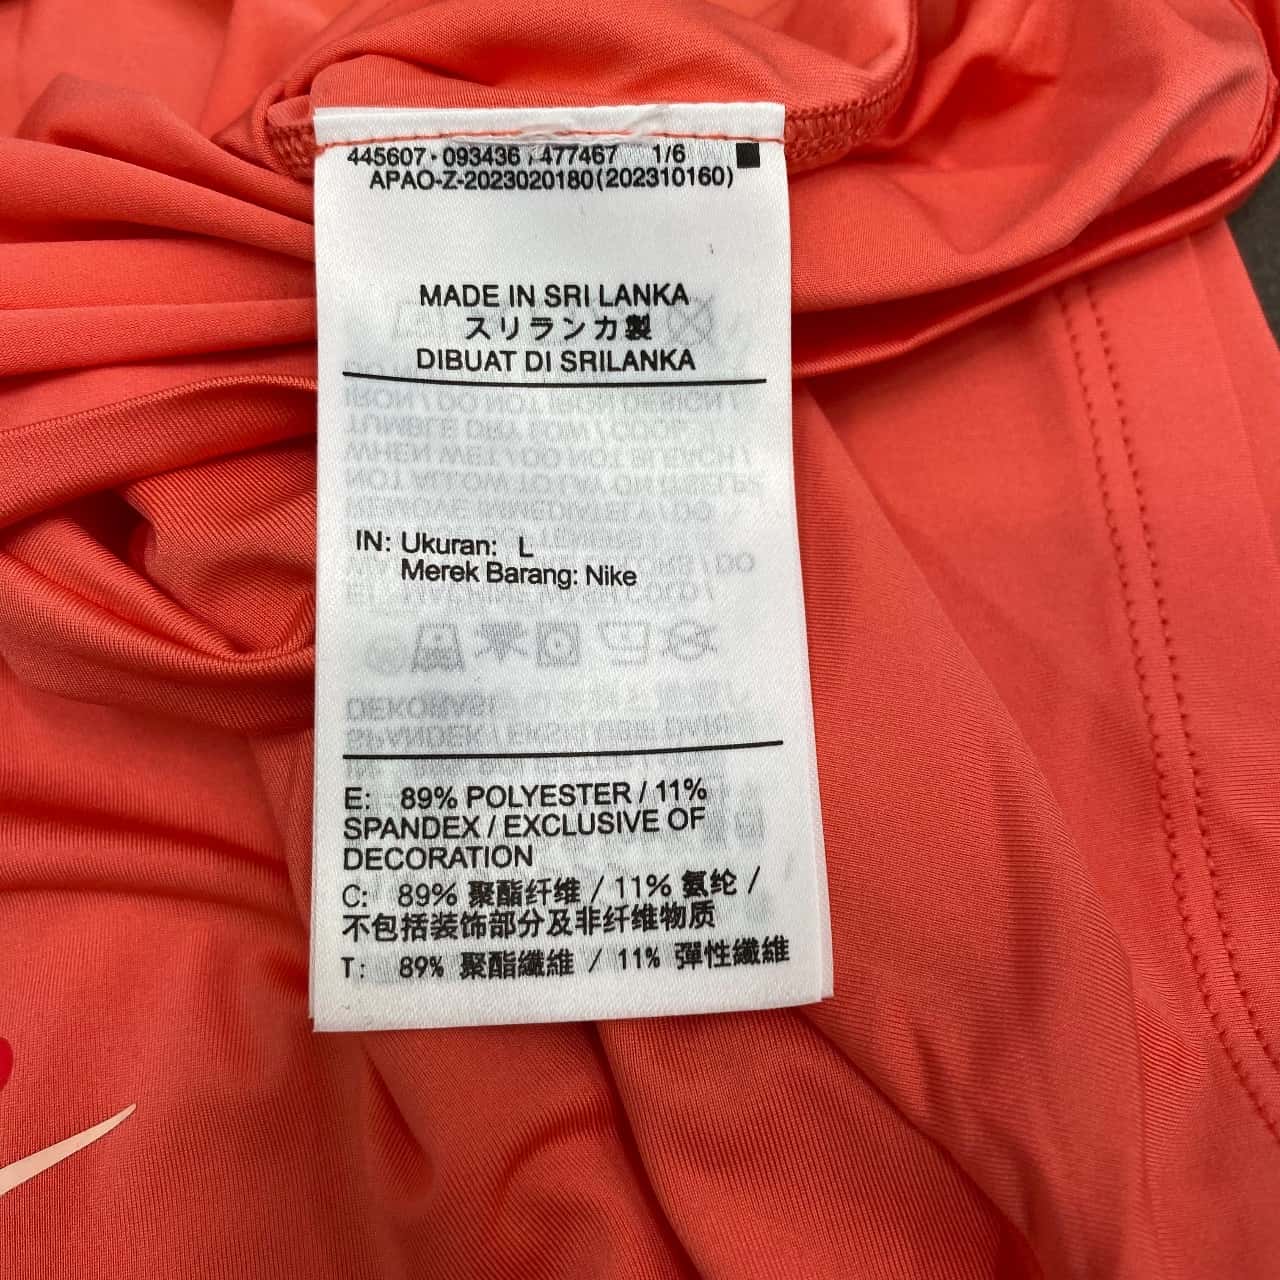 445607 · 093436 / 477467 1/6
APAO-Z-2023020180(202310160)
MADE IN SRI LANKA
スリランカ製
DIBUAT DI SRILANKA
IN: Ukuran: L
Merek Barang: Nike
E: 89% POLYESTER / 11%
SPANDEX / EXCLUSIVE OF
DECORATION
C: 89% 聚酯纤维 / 11% 氨纶 /
不包括装饰部分及非纤维物质
T: 89% 聚酯纖維 / 11% 彈性纖維